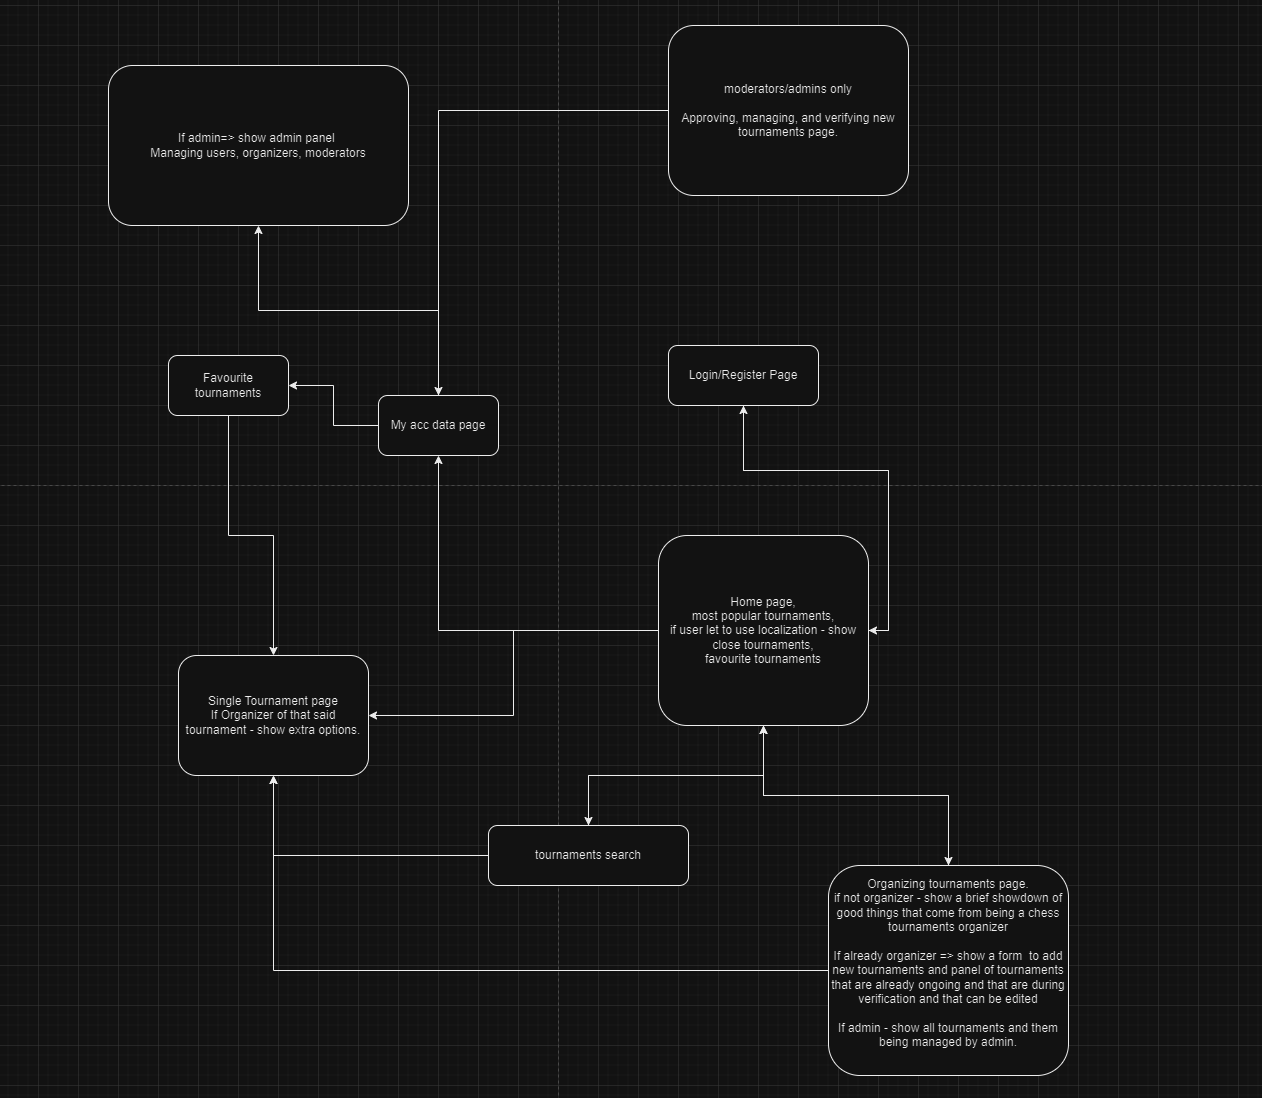 moderators/admins only
Approving, managing, and verifying new
tournaments page.
If admin=> show admin panel
Managing users, organizers, moderators
Favourite
tournaments
My acc data page
Login/Register Page
Home page,
most popular tournaments,
if user let to use localization - show
close tournaments,
favourite tournaments
Single Tournament page
If Organizer of that said
tournament - show extra options.
tournaments search
Organizing tournaments page.
if not organizer - show a brief showdown of
good things that come from being a chess
tournaments organizer
If already organizer => show a form  to add
new tournaments and panel of tournaments
that are already ongoing and that are during
verification and that can be edited
If admin - show all tournaments and them
being managed by admin.